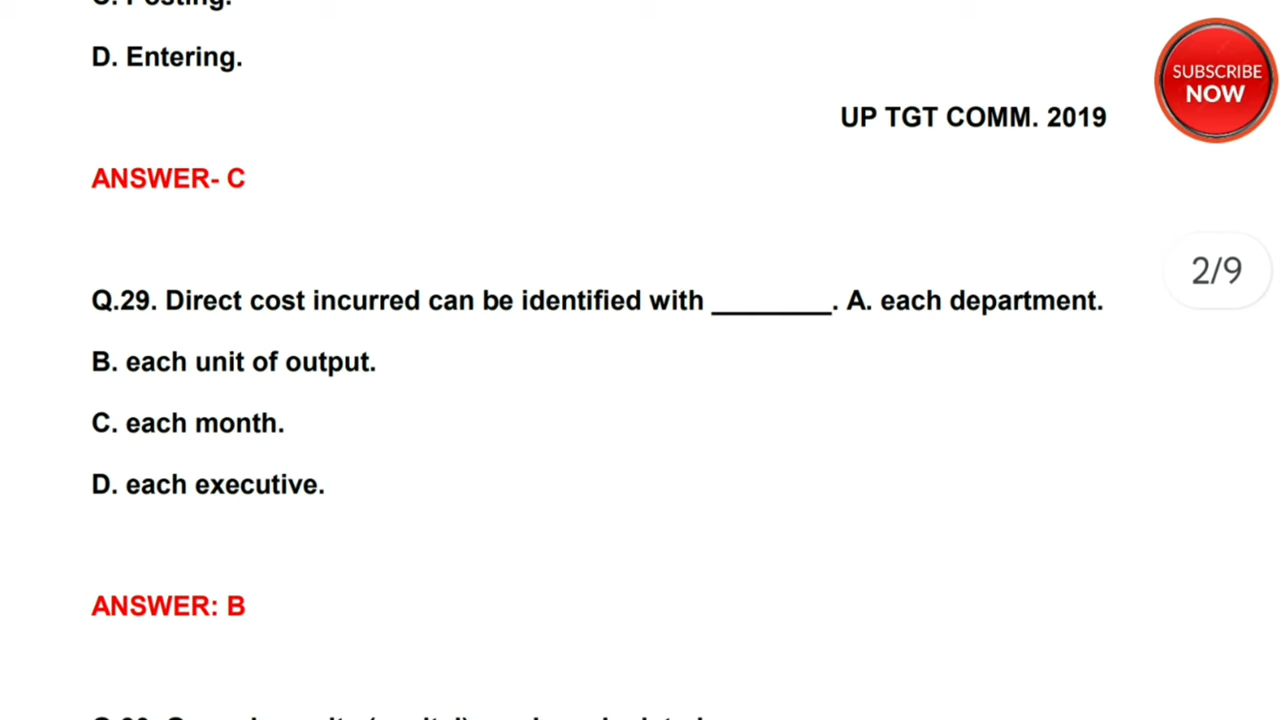 C. Posting.
D. Entering.
SUBSCRIBE
NOW
UP TGT COMM. 2019
ANSWER- C
2/9
Q.29. Direct cost incurred can be identified with ________. A. each department.
B. each unit of output.
C. each month.
D. each executive.
ANSWER: B